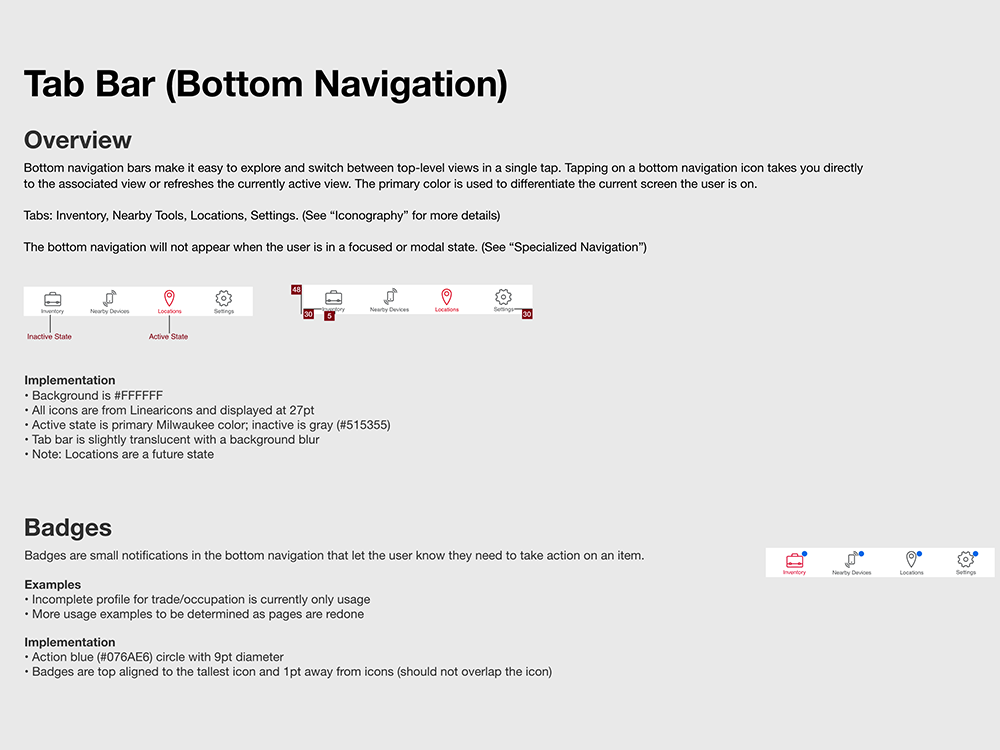 Tab Bar (Bottom Navigation)
Overview
Bottom navigation bars make it easy to explore and switch between top-level views in a single tap. Tapping on a bottom navigation icon takes you directly
to the associated view or refreshes the currently active view. The primary color is used to differentiate the current screen the user is on.
Tabs: Inventory, Nearby Tools, Locations, Settings. (See “Iconography” for more details)
The bottom navigation will not appear when the user is in a focused or modal state. (See “Specialized Navigation”)
Inventory Nearby Devices Locations Settings
Inactive State Active State
48
Inventory Nearby Devices Locations Settings
30 5 30
Implementation
• Background is #FFFFFF
• All icons are from Linearicons and displayed at 27pt
• Active state is primary Milwaukee color; inactive is gray (#515355)
• Tab bar is slightly translucent with a background blur
• Note: Locations are a future state
Badges
Badges are small notifications in the bottom navigation that let the user know they need to take action on an item.
Inventory Nearby Devices Locations Settings
Examples
• Incomplete profile for trade/occupation is currently only usage
• More usage examples to be determined as pages are redone
Implementation
• Action blue (#076AE6) circle with 9pt diameter
• Badges are top aligned to the tallest icon and 1pt away from icons (should not overlap the icon)